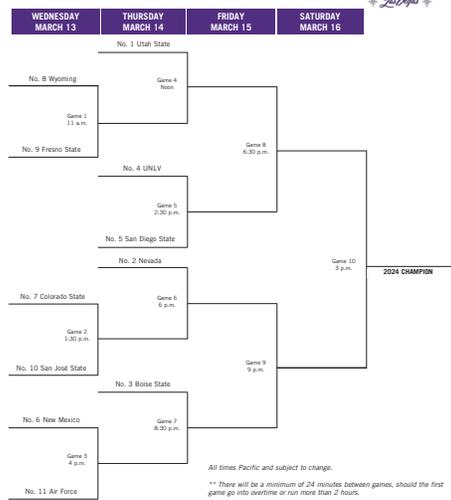 Las Vegas
WEDNESDAY
MARCH 13
THURSDAY
MARCH 14
FRIDAY
MARCH 15
SATURDAY
MARCH 16
No. 1 Utah State
Game 4
Noon
No. 8 Wyoming
Game 1
11 a.m.
No. 9 Fresno State
Game 8
6:30 p.m.
No. 4 UNLV
Game 5
2:30 p.m.
No. 5 San Diego State
No. 2 Nevada
Game 10
3 p.m.
2024 CHAMPION
No. 7 Colorado State
Game 6
6 p.m.
Game 2
1:30 p.m.
No. 10 San José State
Game 9
9 p.m.
No. 3 Boise State
No. 6 New Mexico
Game 7
8:30 p.m.
Game 3
4 p.m.
No. 11 Air Force
All times Pacific and subject to change.
** There will be a minimum of 24 minutes between games, should the first
game go into overtime or run more than 2 hours.